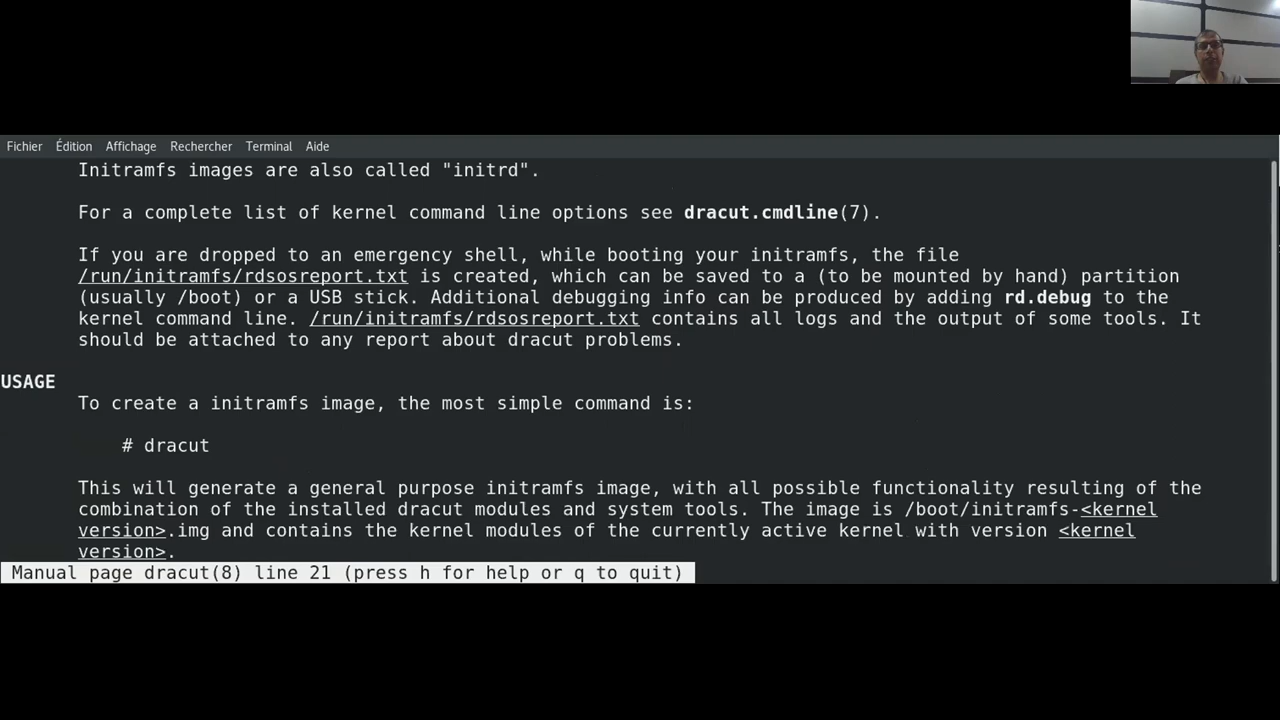 Fichier Édition Affichage Rechercher Terminal Aide
Initramfs images are also called "initrd".
For a complete list of kernel command line options see dracut.cmdline(7).
If you are dropped to an emergency shell, while booting your initramfs, the file
/run/initramfs/rdsosreport.txt is created, which can be saved to a (to be mounted by hand) partition
(usually /boot) or a USB stick. Additional debugging info can be produced by adding rd.debug to the
kernel command line. /run/initramfs/rdsosreport.txt contains all logs and the output of some tools. It
should be attached to any report about dracut problems.
USAGE
To create a initramfs image, the most simple command is:
# dracut
This will generate a general purpose initramfs image, with all possible functionality resulting of the
combination of the installed dracut modules and system tools. The image is /boot/initramfs-<kernel
version>.img and contains the kernel modules of the currently active kernel with version <kernel
version>.
Manual page dracut(8) line 21 (press h for help or q to quit)